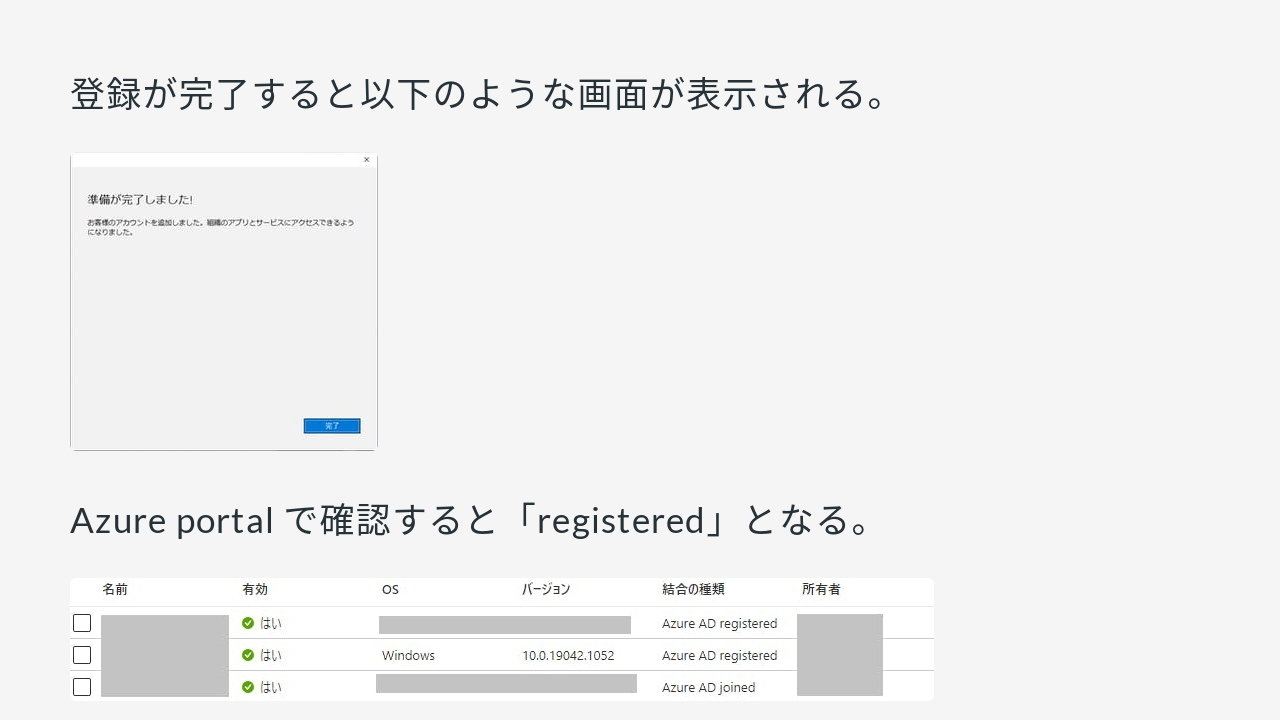 登録が完了すると以下のような画面が表示される。
準備が完了しました!
お客様のアカウントを追加しました。組織のアプリとサービスにアクセスできるよう
になりました。
完了
Azure portal で確認すると「registered」となる。
名前 有効 OS バージョン 結合の種類 所有者
はい Azure AD registered
はい Windows 10.0.19042.1052 Azure AD registered
はい Azure AD joined